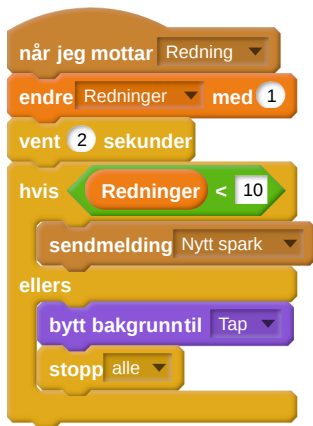 når jeg mottar Redning
endre Redninger med 1
vent 2 sekunder
hvis Redninger < 10
sendmelding Nytt spark
ellers
bytt bakgrunntil Tap
stopp alle